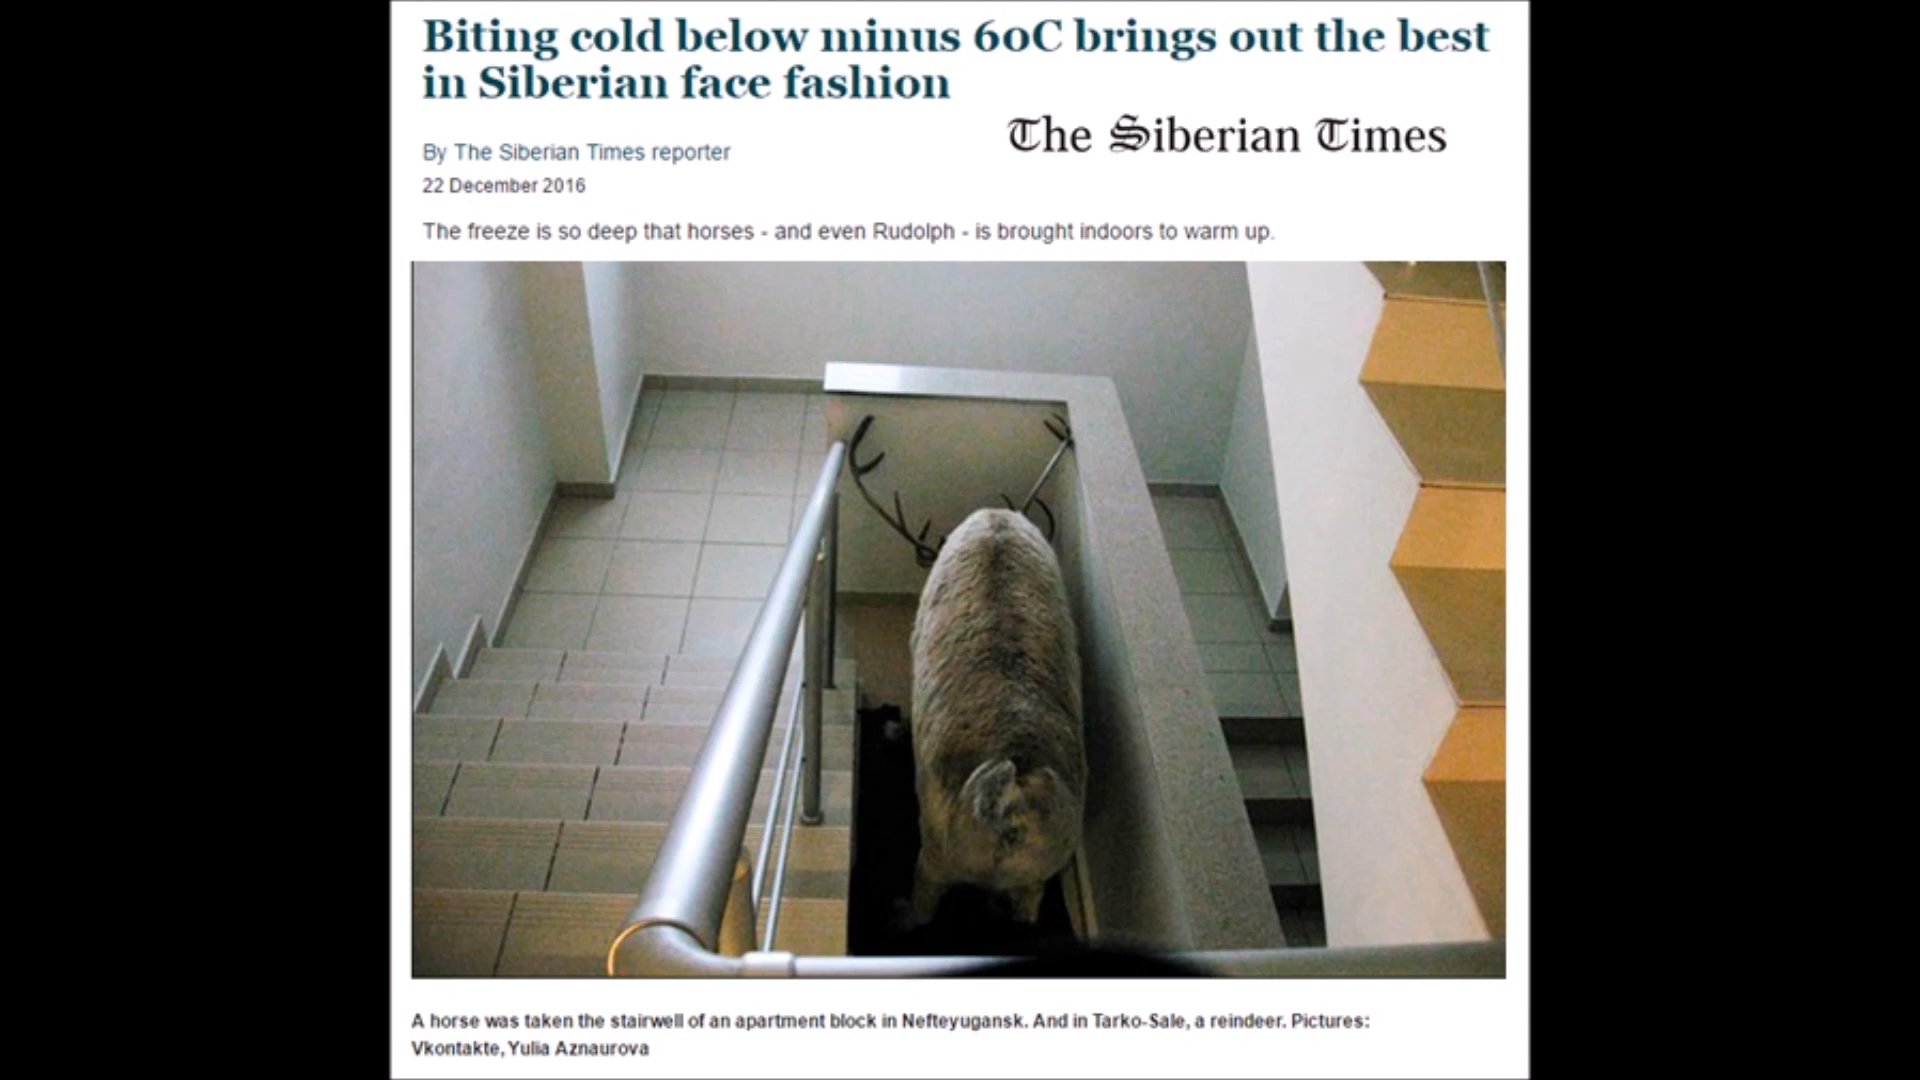 Biting cold below minus 60C brings out the best
in Siberian face fashion
The Siberian Times
By The Siberian Times reporter
22 December 2016
The freeze is so deep that horses - and even Rudolph - is brought indoors to warm up.
A horse was taken the stairwell of an apartment block in Nefteyugansk. And in Tarko-Sale, a reindeer. Pictures:
Vkontakte, Yulia Aznaurova